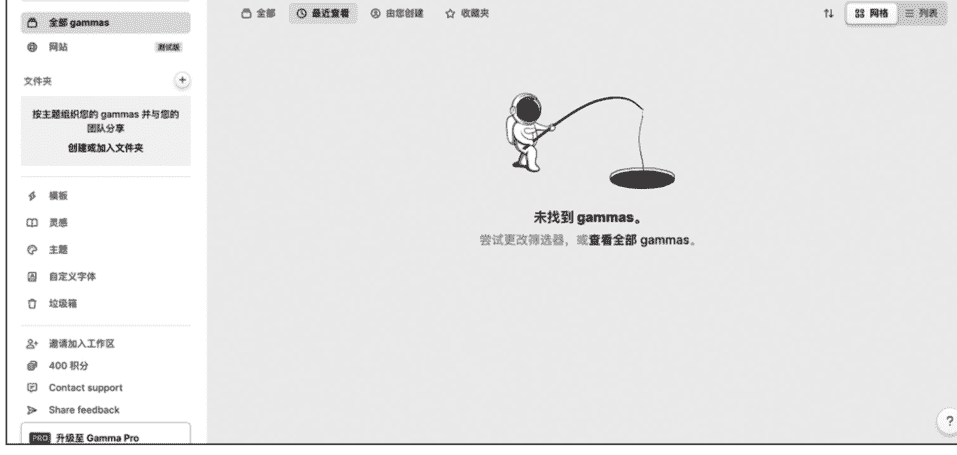 全部 gammas
网站
测试版
文件夹
+
按主题组织您的 gammas 并与您的
团队分享
创建或加入文件夹
模板
灵感
主题
自定义字体
垃圾箱
邀请加入工作区
400 积分
Contact support
Share feedback
PRO 升级至 Gamma Pro
全部 最近查看 由您创建 收藏夹
网格 列表
未找到 gammas。
尝试更改筛选器，或查看全部 gammas。
?